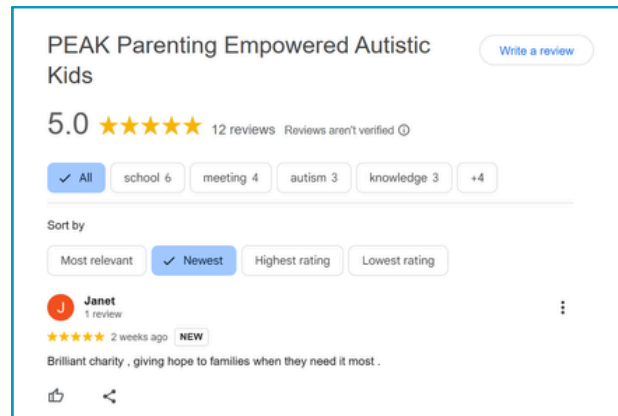 PEAK Parenting Empowered Autistic
Kids
Write a review
5.0 12 reviews Reviews aren't verified
All school 6 meeting 4 autism 3 knowledge 3 +4
Sort by
Most relevant Newest Highest rating Lowest rating
J Janet
1 review
2 weeks ago NEW
Brilliant charity , giving hope to families when they need it most .